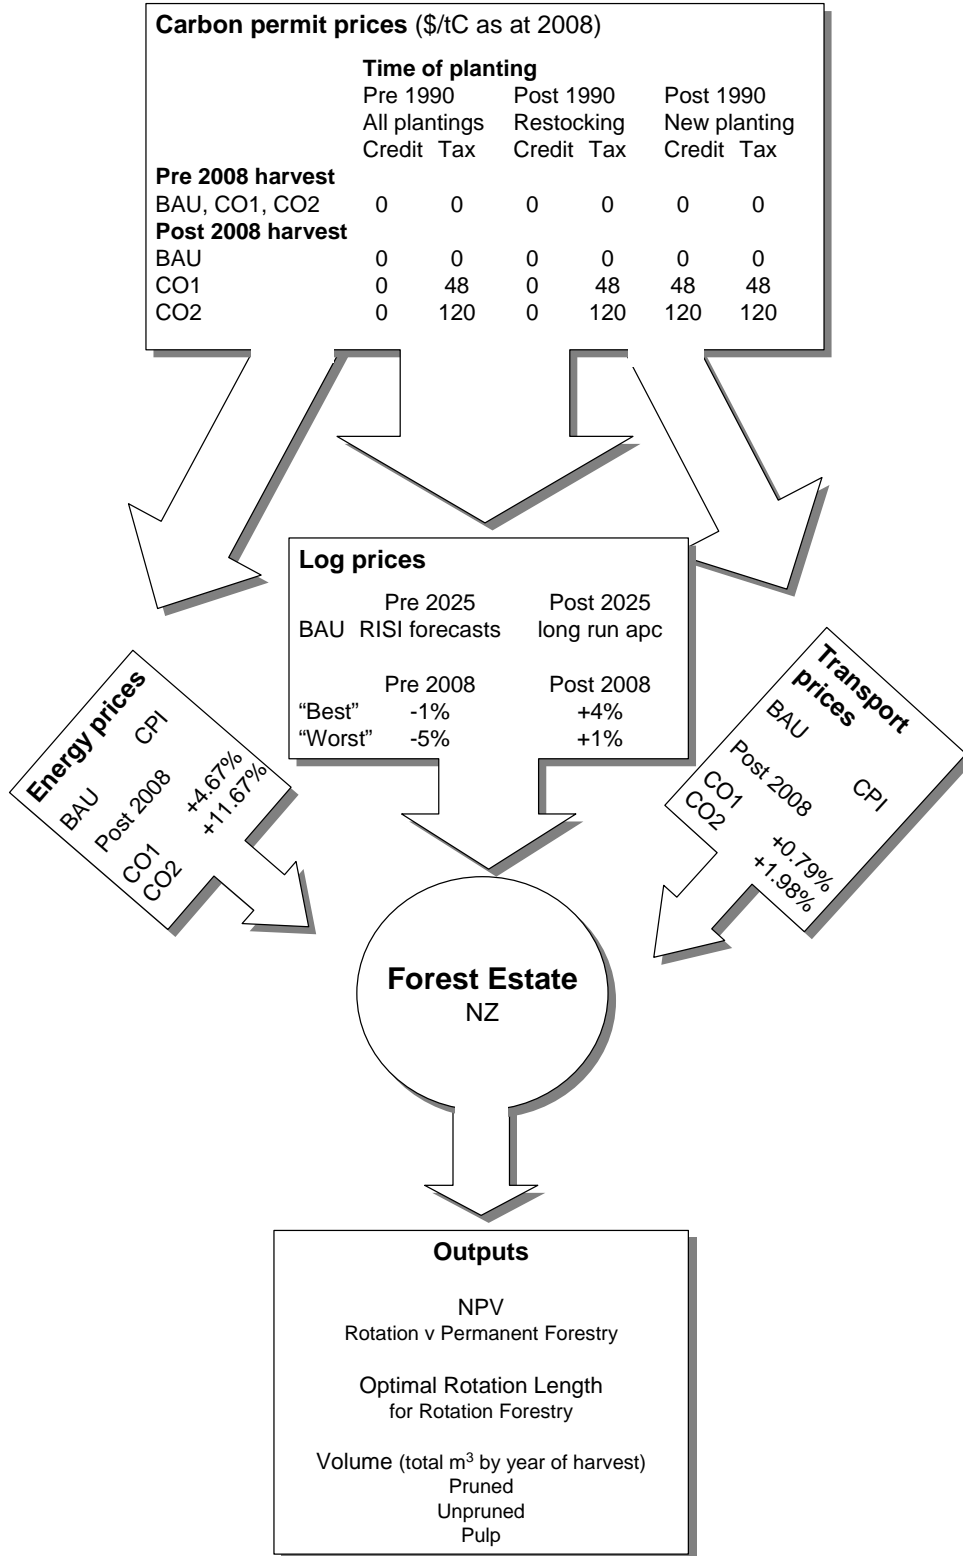 Carbon permit prices ($/tC as at 2008)
Time of planting
Pre 1990 Post 1990 Post 1990
All plantings Restocking New planting
Credit Tax Credit Tax Credit Tax
Pre 2008 harvest
BAU, CO1, CO2 0 0 0 0 0 0
Post 2008 harvest
BAU 0 0 0 0 0 0
CO1 0 48 0 48 48 48
CO2 0 120 0 120 120 120
Log prices
Pre 2025 Post 2025
BAU RISI forecasts long run apc
Pre 2008 Post 2008
“Best” -1% +4%
“Worst” -5% +1%
Energy prices
BAU CPI
Post 2008
CO1 +4.67%
CO2 +11.67%
Transport
prices
BAU CPI
Post 2008
CO1 +0.79%
CO2 +1.98%
Forest Estate
NZ
Outputs
NPV
Rotation v Permanent Forestry
Optimal Rotation Length
for Rotation Forestry
Volume (total m³ by year of harvest)
Pruned
Unpruned
Pulp